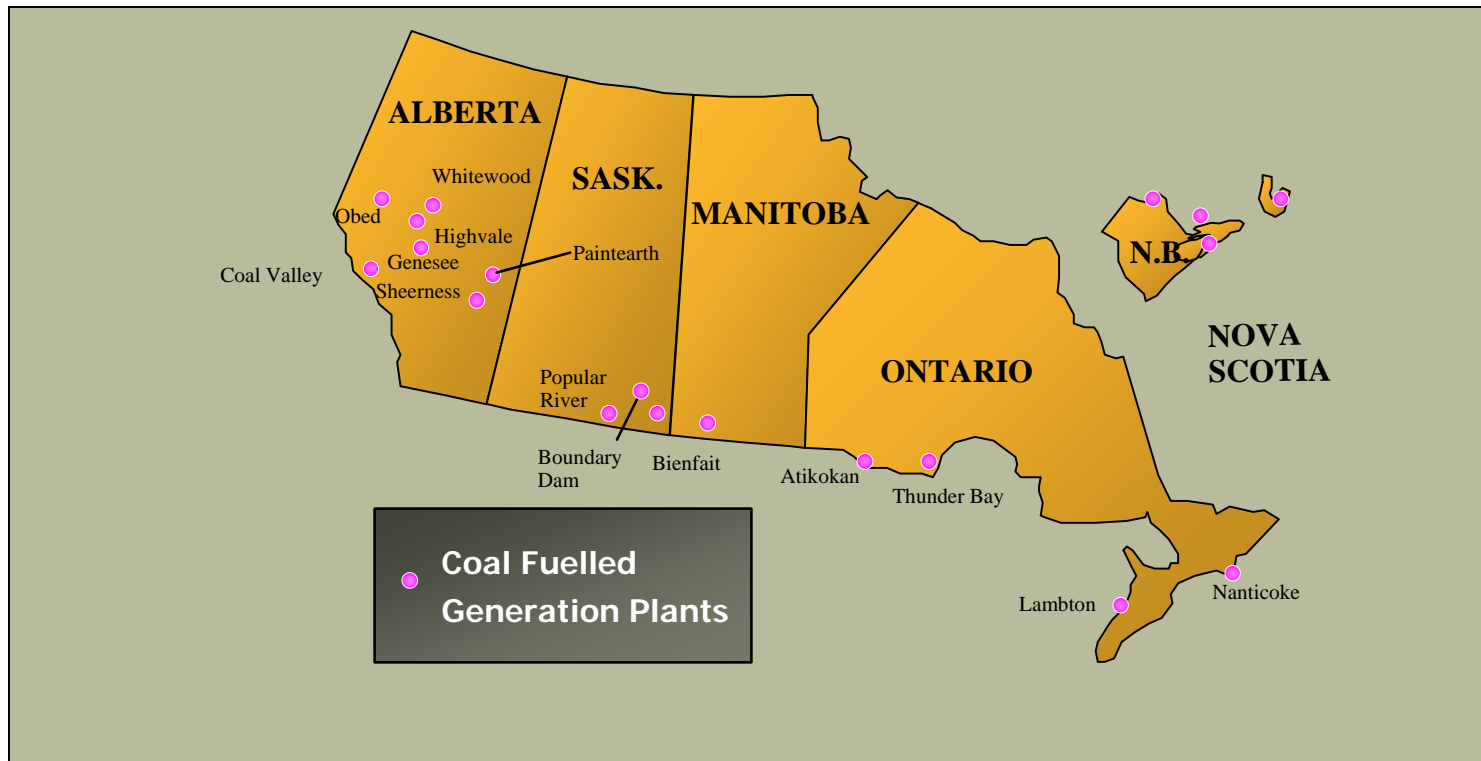 ALBERTA
Whitewood
SASK.
Obed
MANITOBA
Highvale
Paintearth
N.B.
Genesee
Coal Valley
Sheerness
NOVA
SCOTIA
ONTARIO
Popular
River
Boundary
Dam
Bienfait
Atikokan
Thunder Bay
Coal Fuelled
Generation Plants
Nanticoke
Lambton